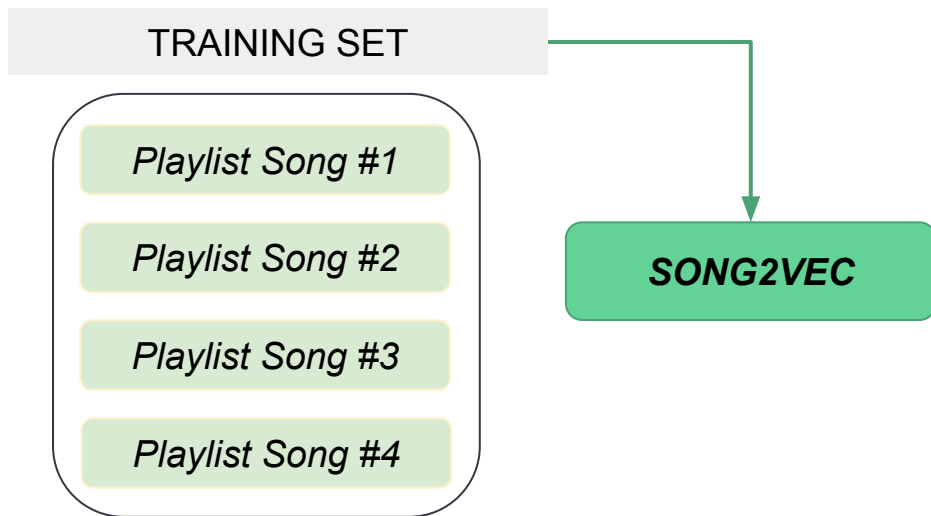 TRAINING SET
Playlist Song #1
Playlist Song #2
SONG2VEC
Playlist Song #3
Playlist Song #4